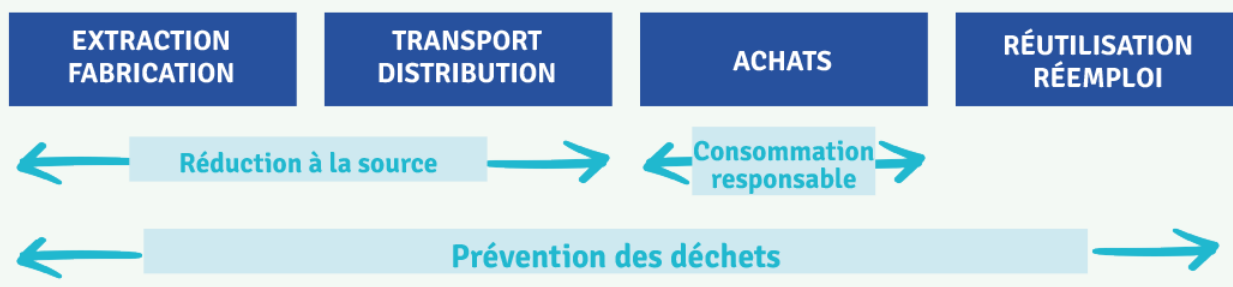 EXTRACTION
FABRICATION
TRANSPORT
DISTRIBUTION
ACHATS
RÉUTILISATION
RÉEMPLOI
Réduction à la source
Consommation
responsable
Prévention des déchets